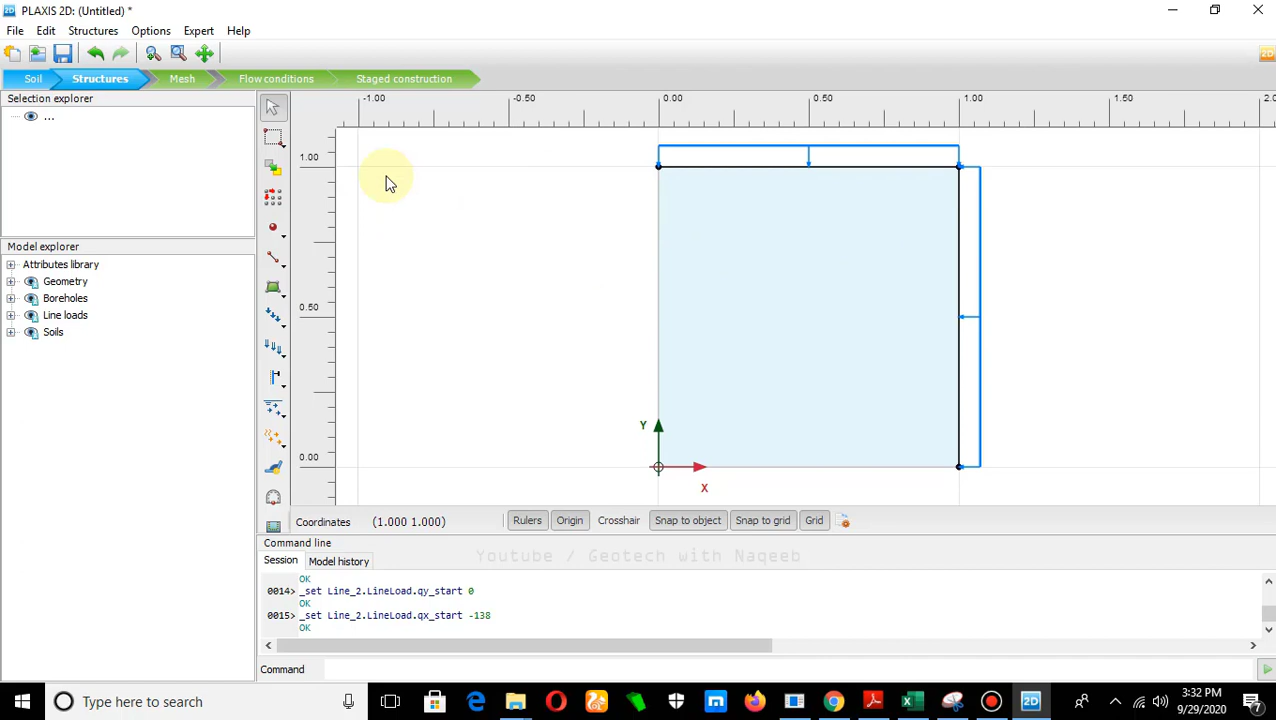 PLAXIS 2D: (Untitled) *
File Edit Structures Options Expert Help
2D
Soil Structures Mesh Flow conditions Staged construction
Selection explorer
...
Model explorer
Attributes library
Geometry
Boreholes
Line loads
Soils
-1.00 -0.50 0.00 0.50 1.00 1.50 2.0
1.00
0.50
0.00
Y
X
Coordinates (1.000 1.000) Rulers Origin Crosshair Snap to object Snap to grid Grid
Command line
Youtube / Geotech with Naqeeb
Session Model history
OK
0014> _set Line_2.LineLoad.qy_start 0
OK
0015> _set Line_2.LineLoad.qx_start -138
OK
Command
Type here to search
3:32 PM
9/29/2020